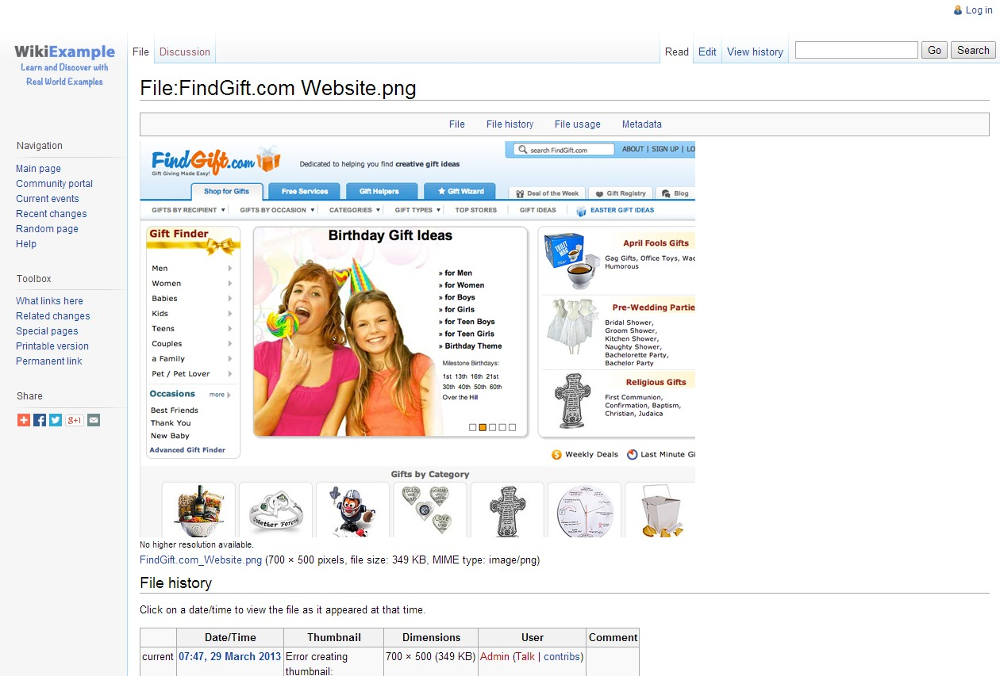 Log in
WikiExample
Learn and Discover with
Real World Examples
File Discussion Read Edit View history Go Search
File:FindGift.com Website.png
Navigation
Main page
Community portal
Current events
Recent changes
Random page
Help
Toolbox
What links here
Related changes
Special pages
Printable version
Permanent link
Share
g+1
File File history File usage Metadata
FindGift.com
Gift Giving Made Easy!
Dedicated to helping you find creative gift ideas
search FindGift.com
ABOUT | SIGN UP | LO
Shop for Gifts Free Services Gift Helpers Gift Wizard Deal of the Week Gift Registry Blog
GIFTS BY RECIPIENT GIFTS BY OCCASION CATEGORIES GIFT TYPES TOP STORES GIFT IDEAS EASTER GIFT IDEAS
Gift Finder
Men
Women
Babies
Kids
Teens
Couples
a Family
Pet / Pet Lover
Occasions more
Best Friends
Thank You
New Baby
Advanced Gift Finder
Birthday Gift Ideas
» for Men
» for Women
» for Boys
» for Girls
» for Teen Boys
» for Teen Girls
» Birthday Theme
Milestone Birthdays:
1st 13th 16th 21st
30th 40th 50th 60th
Over the Hill
TOILET MUG
April Fools Gifts
Gag Gifts, Office Toys, Wac
Humorous
Pre-Wedding Partie
Bridal Shower,
Groom Shower,
Kitchen Shower,
Naughty Shower,
Bachelorette Party,
Bachelor Party
Religious Gifts
First Communion,
Confirmation, Baptism,
Christian, Judaica
Weekly Deals Last Minute Gi
Gifts by Category
Together Forever
No higher resolution available.
FindGift.com_Website.png (700 × 500 pixels, file size: 349 KB, MIME type: image/png)
File history
Click on a date/time to view the file as it appeared at that time.
Date/Time Thumbnail Dimensions User Comment
current 07:47, 29 March 2013 Error creating 700 × 500 (349 KB) Admin (Talk | contribs)
thumbnail: